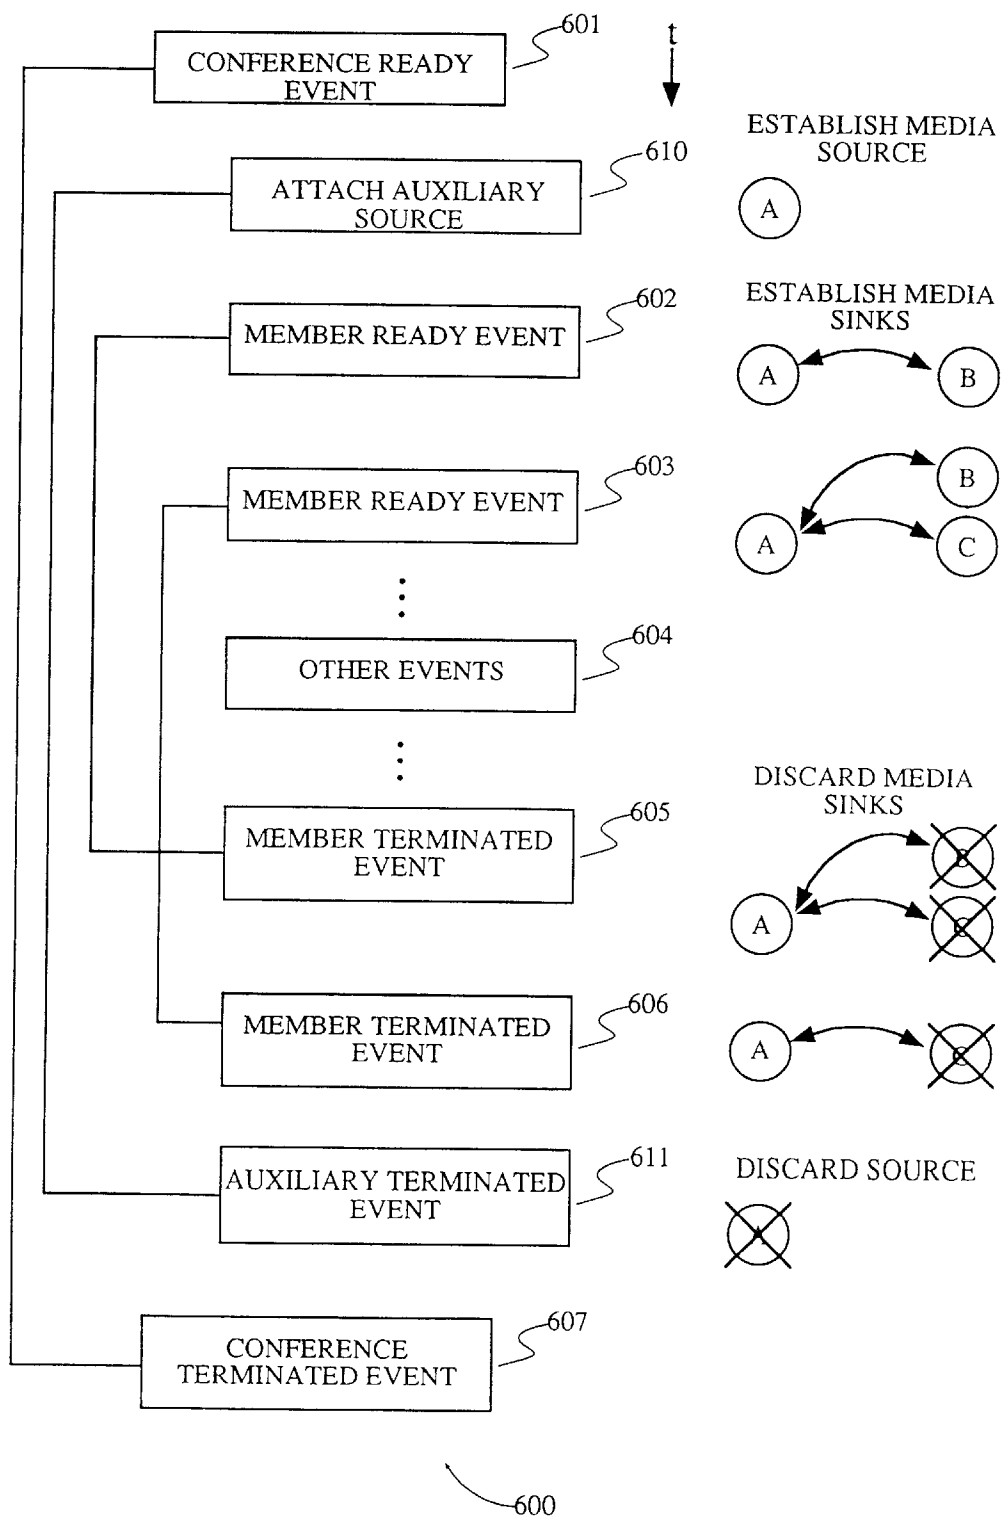 601
CONFERENCE READY
EVENT
t
ESTABLISH MEDIA
SOURCE
610
ATTACH AUXILIARY
SOURCE
A
ESTABLISH MEDIA
SINKS
602
MEMBER READY EVENT
A
B
603
MEMBER READY EVENT
B
A
C
604
OTHER EVENTS
DISCARD MEDIA
SINKS
605
MEMBER TERMINATED
EVENT
A
C
606
MEMBER TERMINATED
EVENT
A
C
611
AUXILIARY TERMINATED
EVENT
DISCARD SOURCE
A
607
CONFERENCE
TERMINATED EVENT
600